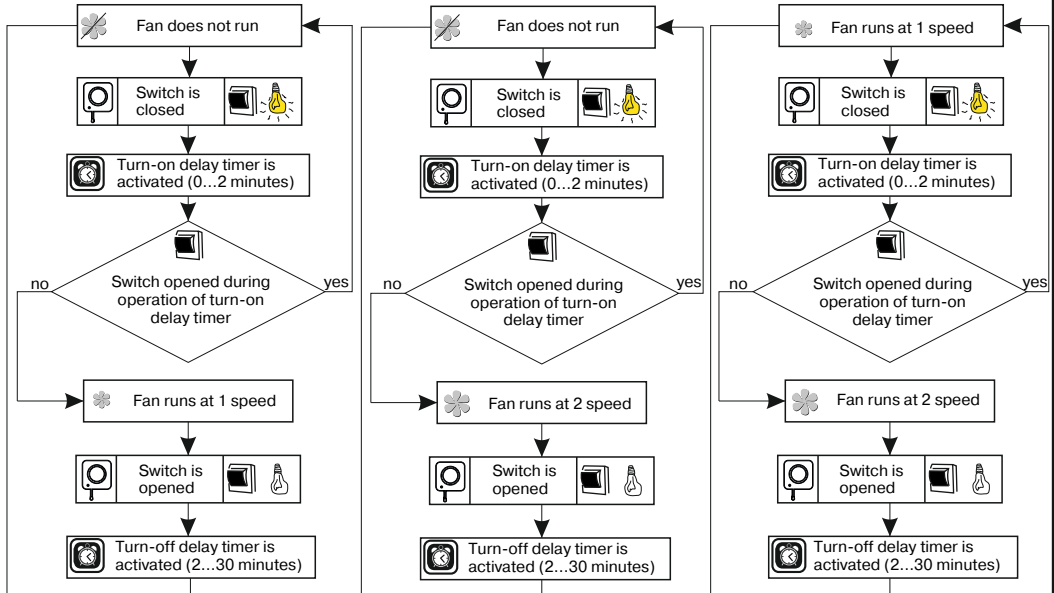 Fan does not run
Switch is
closed
Turn-on delay timer is
activated (0...2 minutes)
no
yes
Switch opened during
operation of turn-on
delay timer
Fan runs at 1 speed
Switch is
opened
Turn-off delay timer is
activated (2...30 minutes)
Fan does not run
Switch is
closed
Turn-on delay timer is
activated (0...2 minutes)
no
yes
Switch opened during
operation of turn-on
delay timer
Fan runs at 2 speed
Switch is
opened
Turn-off delay timer is
activated (2...30 minutes)
Fan runs at 1 speed
Switch is
closed
Turn-on delay timer is
activated (0...2 minutes)
no
yes
Switch opened during
operation of turn-on
delay timer
Fan runs at 2 speed
Switch is
opened
Turn-off delay timer is
activated (2...30 minutes)